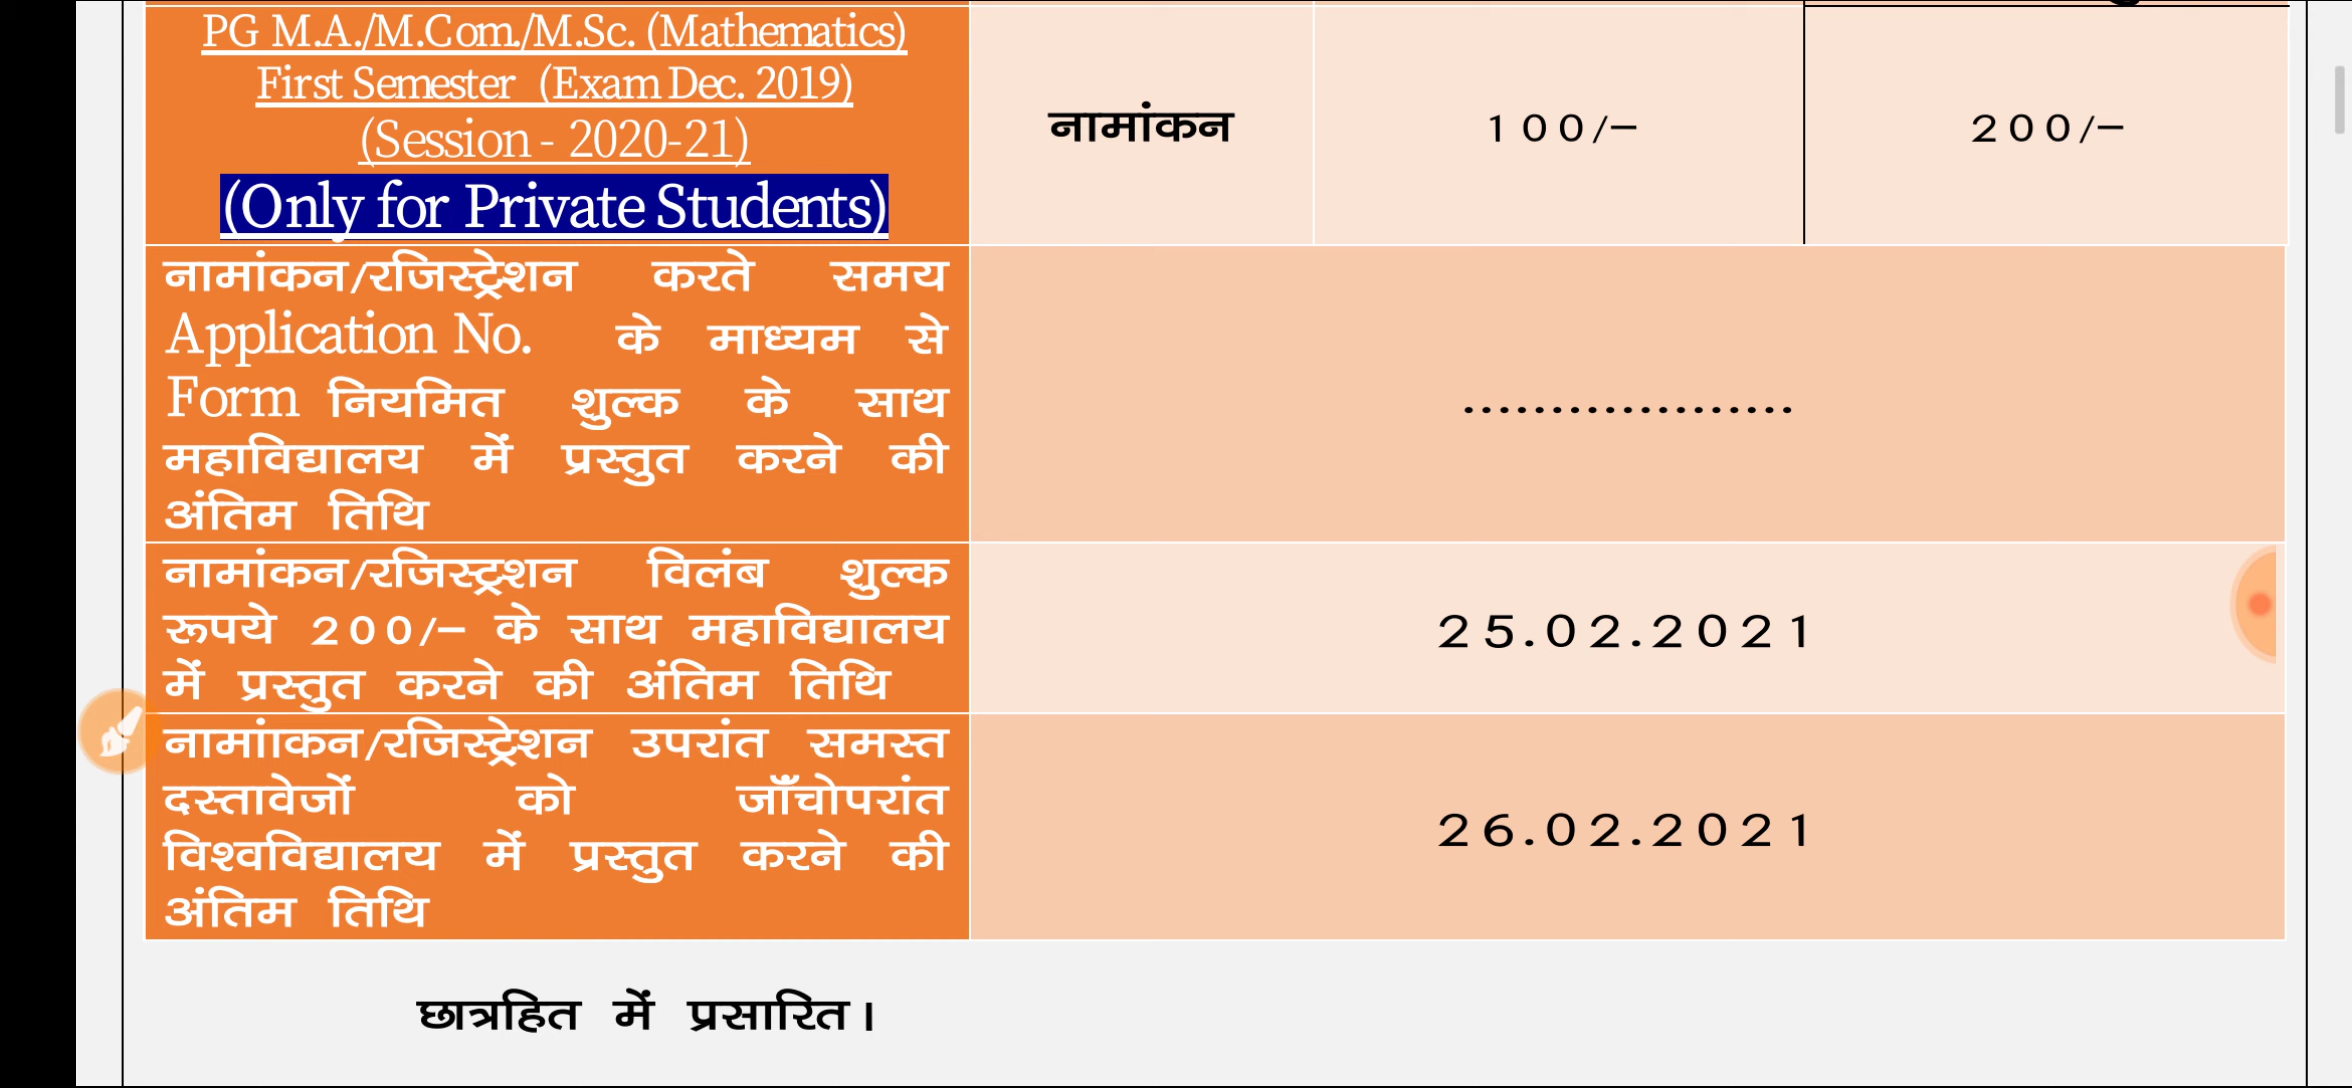 PG M.A./M.Com./M.Sc. (Mathematics)
First Semester (Exam Dec. 2019)
(Session - 2020-21)
(Only for Private Students)
नामांकन
100/–
200/–
नामांकन/रजिस्ट्रेशन करते समय
Application No. के माध्यम से
Form नियमित शुल्क के साथ
महाविद्यालय में प्रस्तुत करने की
अंतिम तिथि
...................
नामांकन/रजिस्ट्रशन विलंब शुल्क
रूपये 200/– के साथ महाविद्यालय
में प्रस्तुत करने की अंतिम तिथि
25.02.2021
नामांाकन/रजिस्ट्रेशन उपरांत समस्त
दस्तावेजों को जाँचोपरांत
विश्वविद्यालय में प्रस्तुत करने की
अंतिम तिथि
26.02.2021
छात्रहित में प्रसारित।